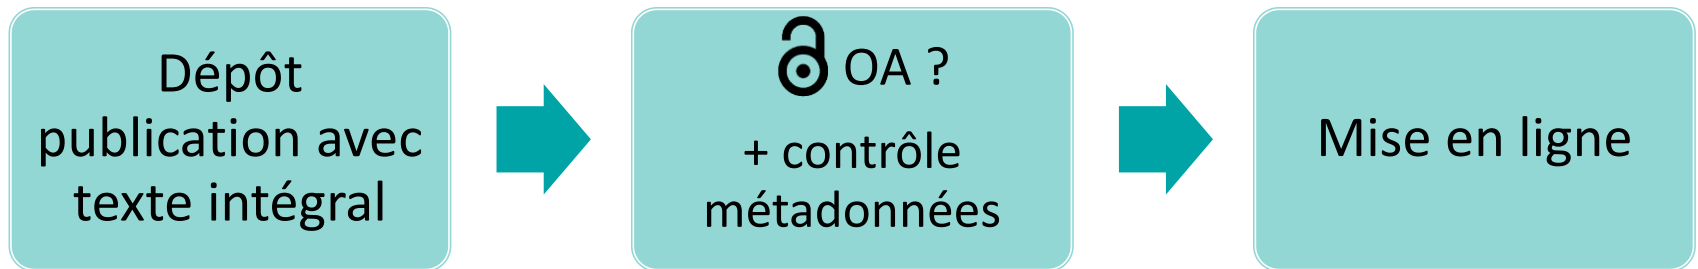 Dépôt
publication avec
texte intégral
OA ?
+ contrôle
métadonnées
Mise en ligne